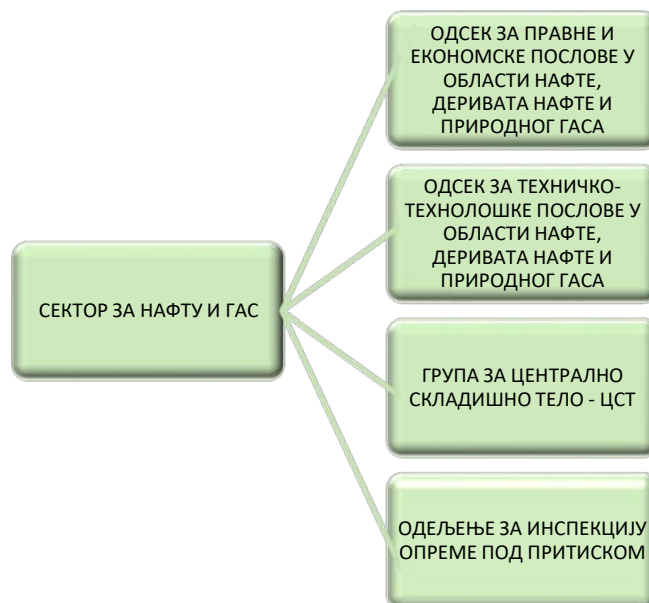 СЕКТОР ЗА НАФТУ И ГАС
ОДСЕК ЗА ПРАВНЕ И
ЕКОНОМСКЕ ПОСЛОВЕ У
ОБЛАСТИ НАФТЕ,
ДЕРИВАТА НАФТЕ И
ПРИРОДНОГ ГАСА
ОДСЕК ЗА ТЕХНИЧКО-
ТЕХНОЛОШКЕ ПОСЛОВЕ У
ОБЛАСТИ НАФТЕ,
ДЕРИВАТА НАФТЕ И
ПРИРОДНОГ ГАСА
ГРУПА ЗА ЦЕНТРАЛНО
СКЛАДИШНО ТЕЛО - ЦСТ
ОДЕЉЕЊЕ ЗА ИНСПЕКЦИЈУ
ОПРЕМЕ ПОД ПРИТИСКОМ